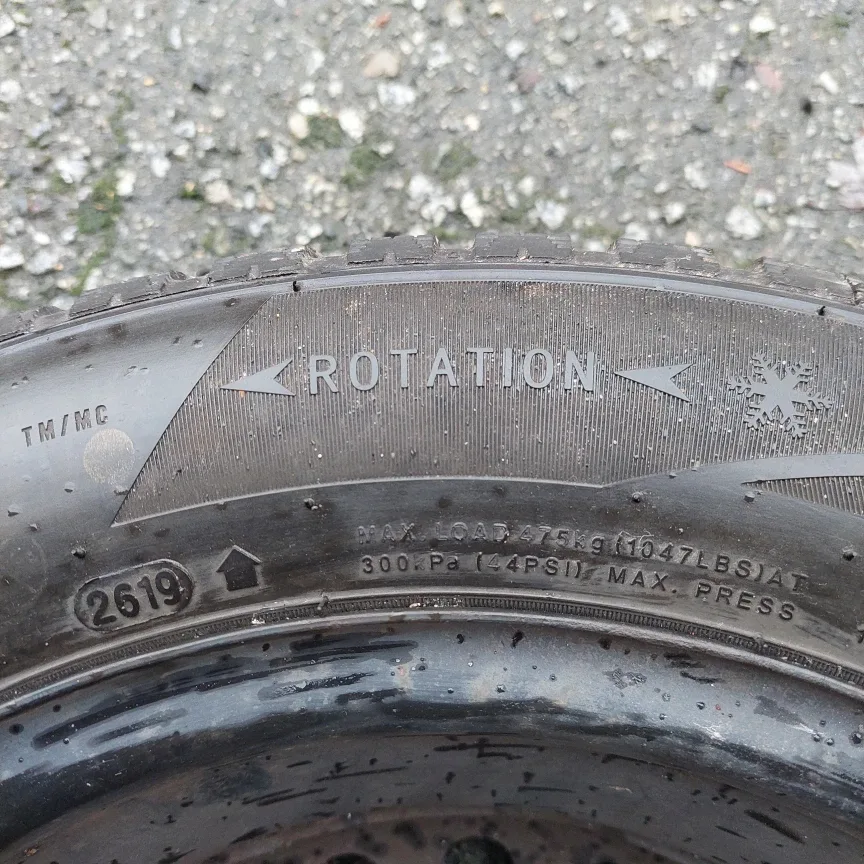 ROTATION
TM/MC
MAX. LOAD 475kg (1047LBS) AT
300kPa (44PSI) MAX. PRESS
2619